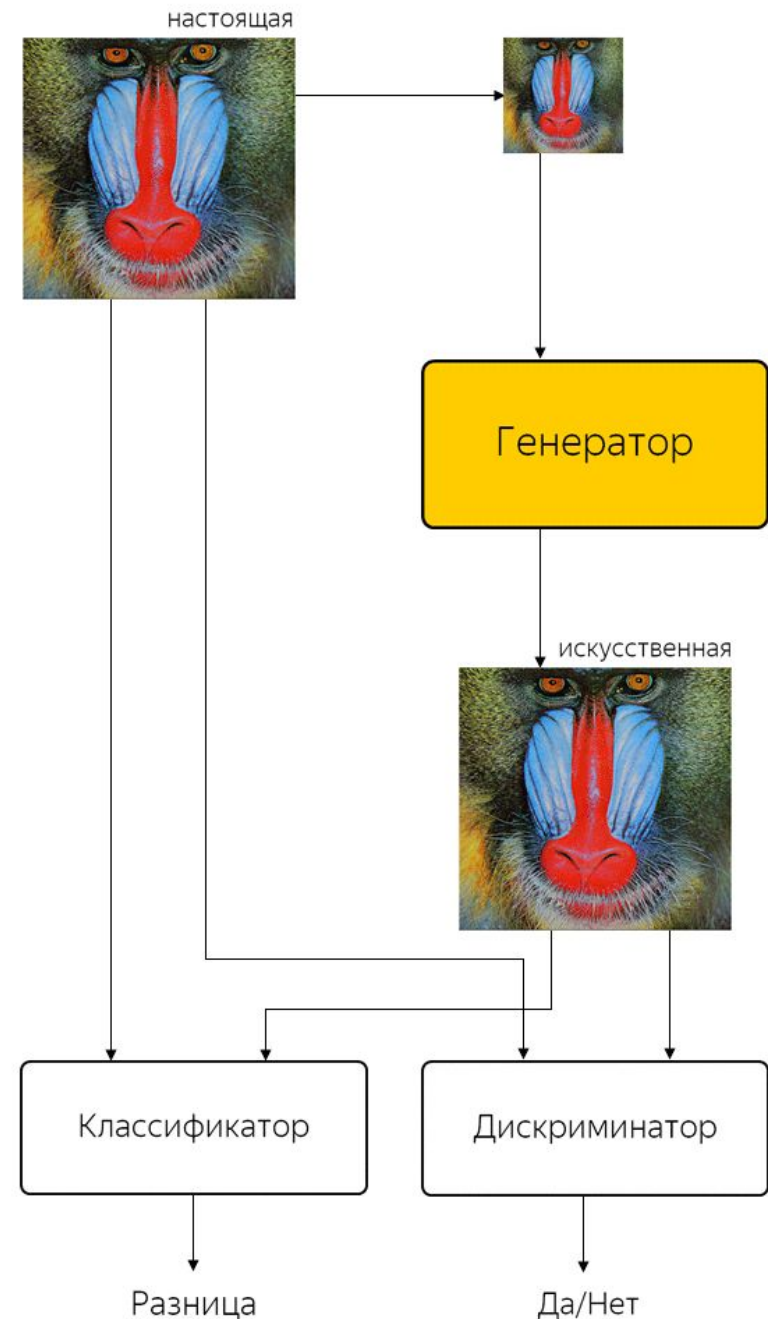 настоящая
Генератор
искусственная
Классификатор
Дискриминатор
Разница
Да/Нет